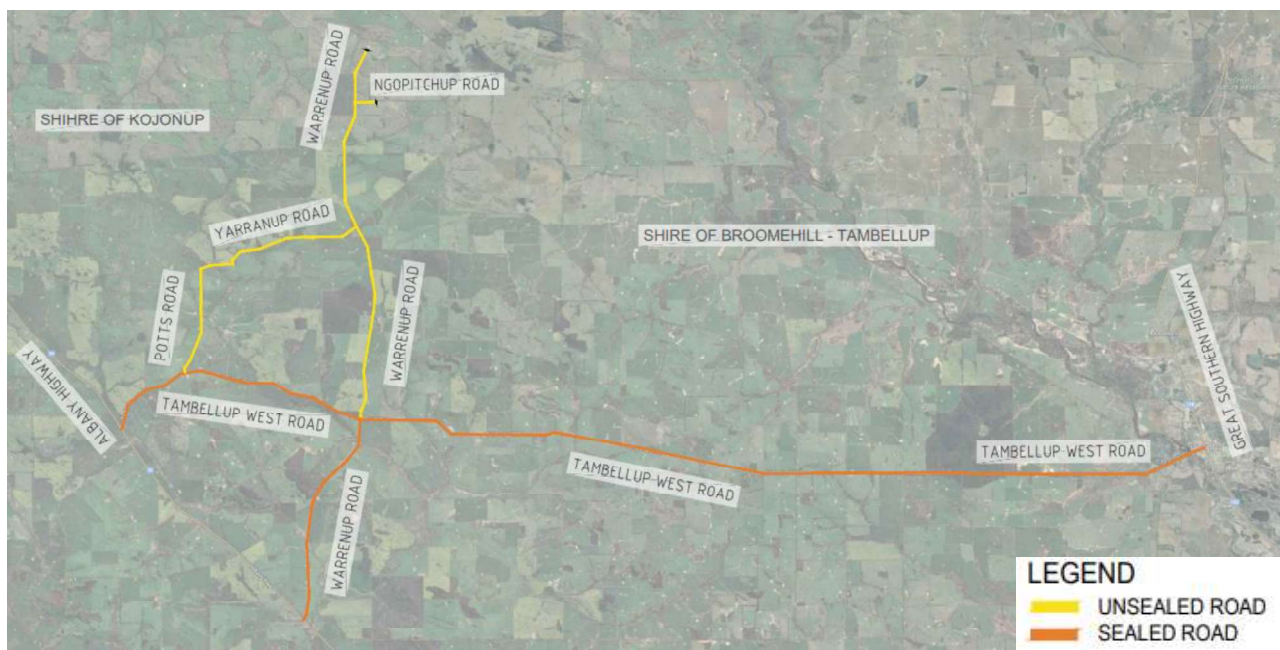 WARRENUP ROAD
NGOPITCHUP ROAD
SHIHRE OF KOJONUP
YARRANUP ROAD
SHIRE OF BROOMEHILL - TAMBELLUP
POTTS ROAD
WARRENUP ROAD
GREAT SOUTHERN HIGHWAY
ALBANY HIGHWAY
TAMBELLUP WEST ROAD
TAMBELLUP WEST ROAD
TAMBELLUP WEST ROAD
WARRENUP ROAD
LEGEND
UNSEALED ROAD
SEALED ROAD